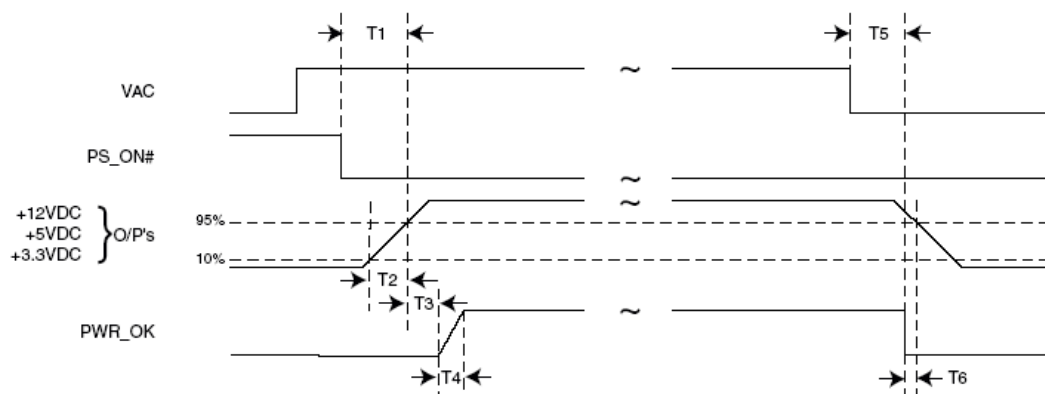 T1
T5
VAC
~
PS_ON#
~
+12VDC
+5VDC
+3.3VDC
} O/P's
~
95%
10%
T2
T3
PWR_OK
~
T4
T6